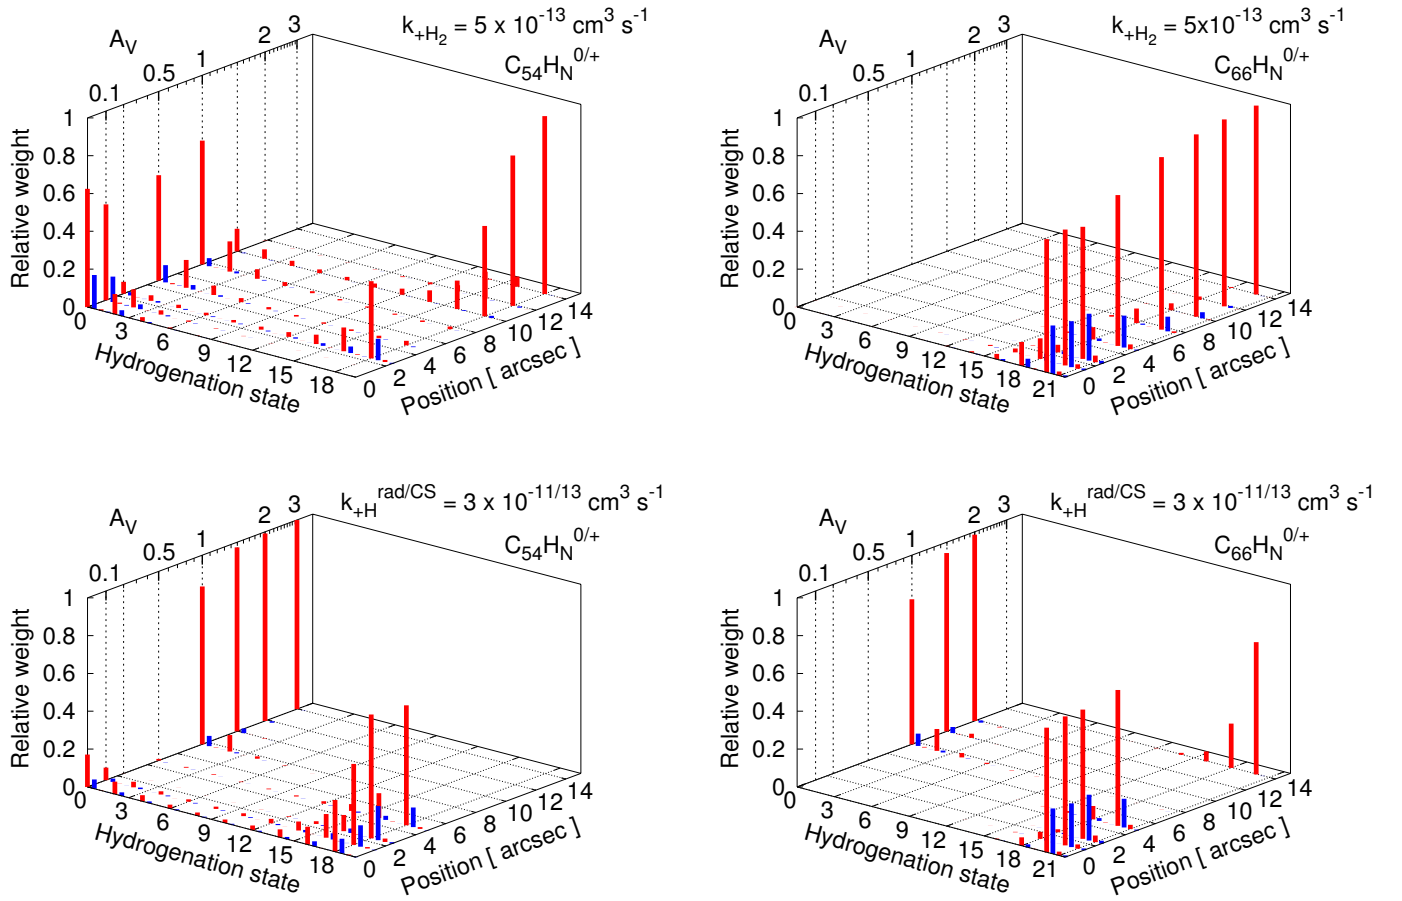 A_V
0.1 0.5 1 2 3
k_{+H_2} = 5 x 10^{-13} cm^3 s^{-1}
C_{54}H_N^{0/+}
Relative weight
0 0.2 0.4 0.6 0.8 1
0 3 6 9 12 15 18
Hydrogenation state
0 2 4 6 8 10 12 14
Position [ arcsec ]
A_V
0.1 0.5 1 2 3
k_{+H_2} = 5x10^{-13} cm^3 s^{-1}
C_{66}H_N^{0/+}
Relative weight
0 0.2 0.4 0.6 0.8 1
0 3 6 9 12 15 18 21
Hydrogenation state
0 2 4 6 8 10 12 14
Position [ arcsec ]
A_V
0.1 0.5 1 2 3
k_{+H}^{rad/CS} = 3 x 10^{-11/13} cm^3 s^{-1}
C_{54}H_N^{0/+}
Relative weight
0 0.2 0.4 0.6 0.8 1
0 3 6 9 12 15 18
Hydrogenation state
0 2 4 6 8 10 12 14
Position [ arcsec ]
A_V
0.1 0.5 1 2 3
k_{+H}^{rad/CS} = 3 x 10^{-11/13} cm^3 s^{-1}
C_{66}H_N^{0/+}
Relative weight
0 0.2 0.4 0.6 0.8 1
0 3 6 9 12 15 18 21
Hydrogenation state
0 2 4 6 8 10 12 14
Position [ arcsec ]